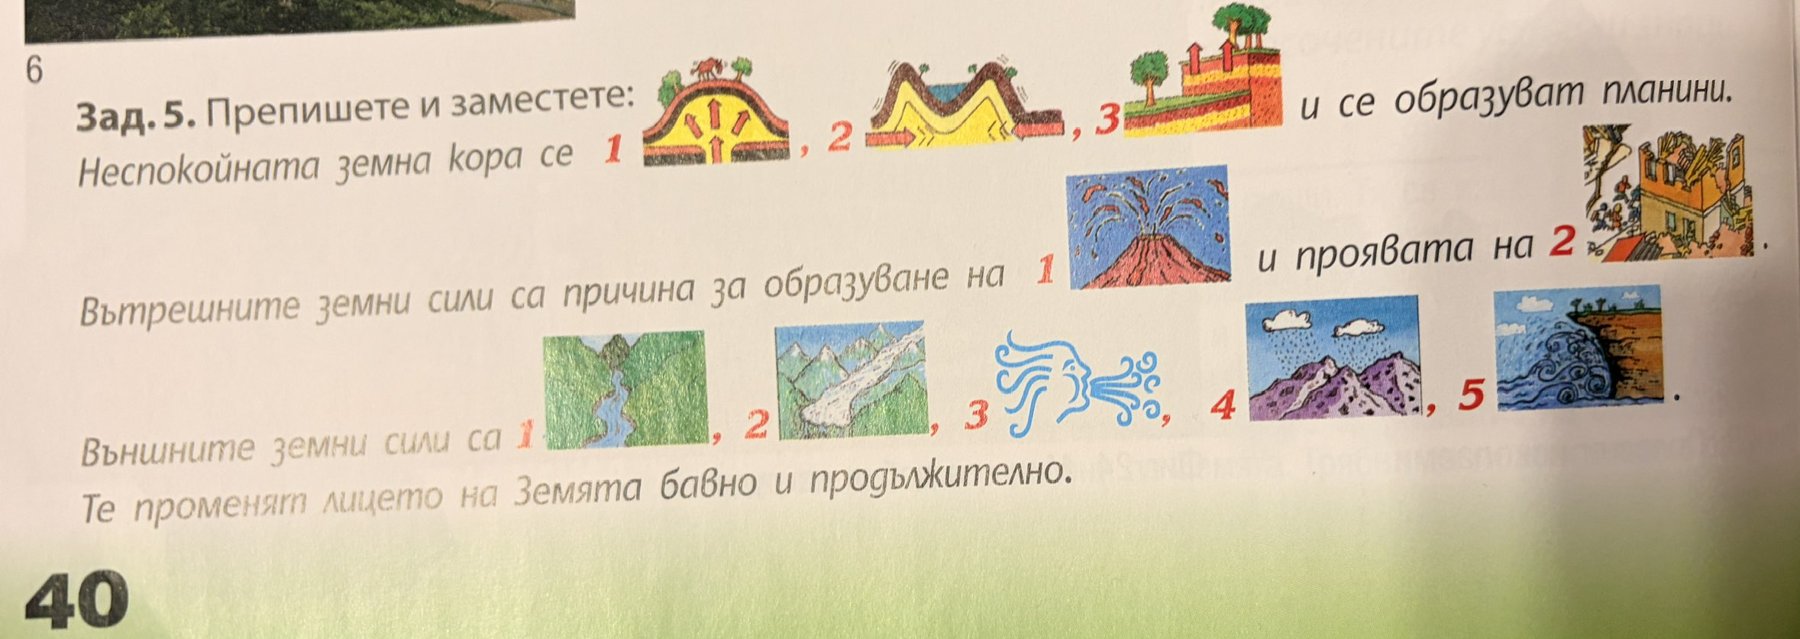 6
Зад. 5. Препишете и заместете:
Неспокойната земна кора се 1 , 2 , 3 и се образуват планини.
Вътрешните земни сили са причина за образуване на 1 и проявата на 2 .
Външните земни сили са 1 , 2 , 3 , 4 , 5 .
Те променят лицето на Земята бавно и продължително.
40